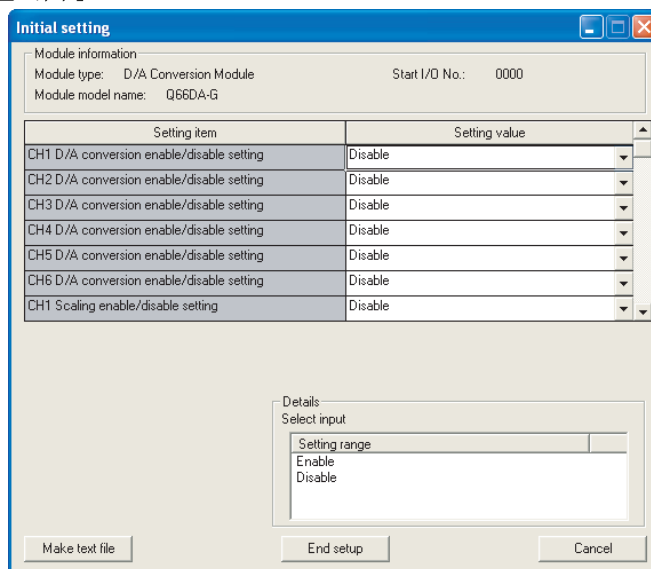 Initial setting
Module information
Module type: D/A Conversion Module Start I/O No.: 0000
Module model name: Q66DA-G
Setting item Setting value
CH1 D/A conversion enable/disable setting Disable
CH2 D/A conversion enable/disable setting Disable
CH3 D/A conversion enable/disable setting Disable
CH4 D/A conversion enable/disable setting Disable
CH5 D/A conversion enable/disable setting Disable
CH6 D/A conversion enable/disable setting Disable
CH1 Scaling enable/disable setting Disable
Details
Select input
Setting range
Enable
Disable
Make text file End setup Cancel